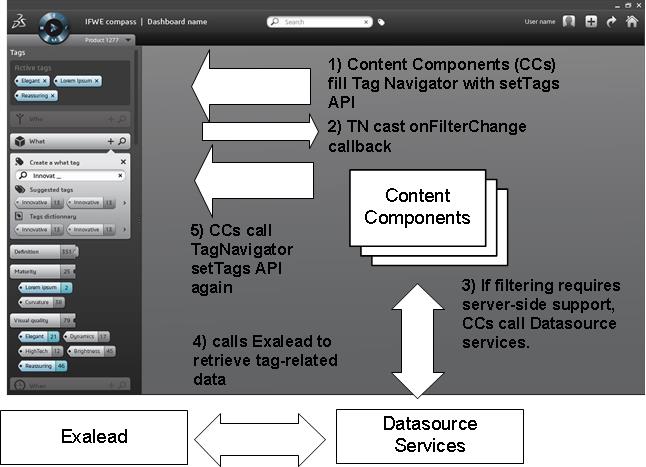 IFWE compass | Dashboard name
Search
User name
Product 1277
Tags
Active tags
Elegant × Lorem Ipsum ×
Reassuring ×
Who
What
Create a what tag
Innovat _
Suggested tags
Innovative 13 Innovative 13
Tags dictionnary
Innovative 13 Innovative 13
Definition
Maturity 25
Lorem Ipsum 2
Curvature 38
Visual quality 79
Elegant 21 Dynamics 17
HighTech 12 Brightness 45
Reassuring 46
When
1) Content Components (CCs)
fill Tag Navigator with setTags
API
2) TN cast onFilterChange
callback
Content
Components
5) CCs call
TagNavigator
setTags API
again
3) If filtering requires
server-side support,
CCs call Datasource
services.
4) calls Exalead to
retrieve tag-related
data
Exalead
Datasource
Services